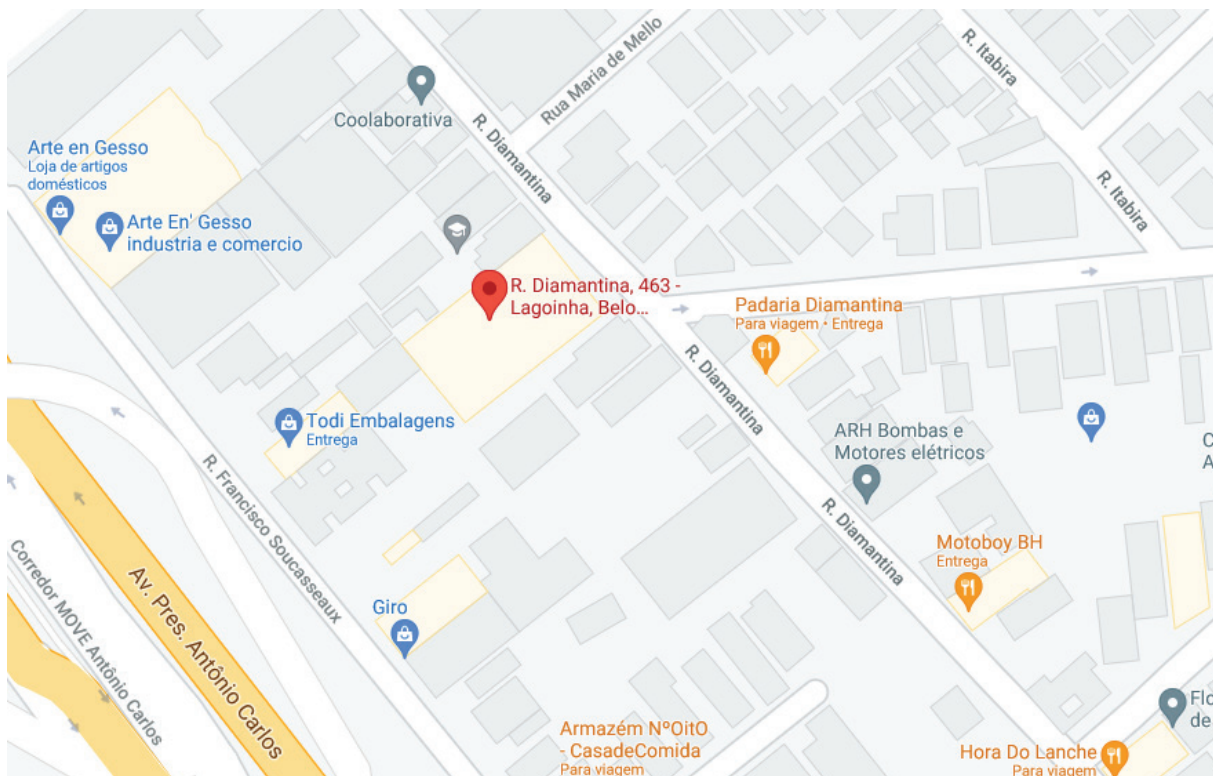 Rua Maria de Mello
R. Itabira
Coolaborativa
R. Diamantina
Arte en Gesso
Loja de artigos
domésticos
R. Itabira
Arte En' Gesso
industria e comercio
R. Diamantina, 463 -
Lagoinha, Belo...
Padaria Diamantina
Para viagem • Entrega
R. Diamantina
Todi Embalagens
Entrega
ARH Bombas e
Motores elétricos
C
A
R. Francisco Soucasseaux
R. Diamantina
Motoboy BH
Entrega
Corredor MOVE Antônio Carlos
Av. Pres. Antônio Carlos
Giro
Flo
de
Armazém NºOitO
- CasadeComida
Para viagem
Hora Do Lanche
Para viagem